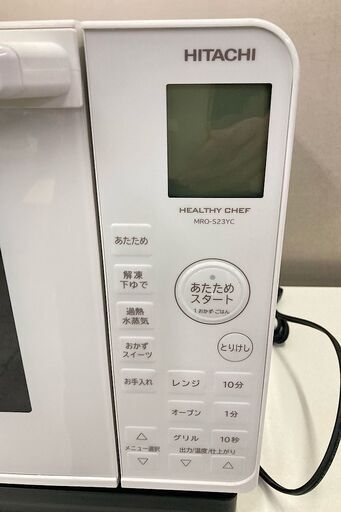 HITACHI
HEALTHY CHEF
MRO-S23YC
あたため
解凍
下ゆで
過熱
水蒸気
おかず
スイーツ
お手入れ
あたため
スタート
1 おかず・ごはん
とりけし
レンジ
10分
オーブン
1分
グリル
10秒
△
メニュー選択
▽
出力/温度/仕上がり
▽
△